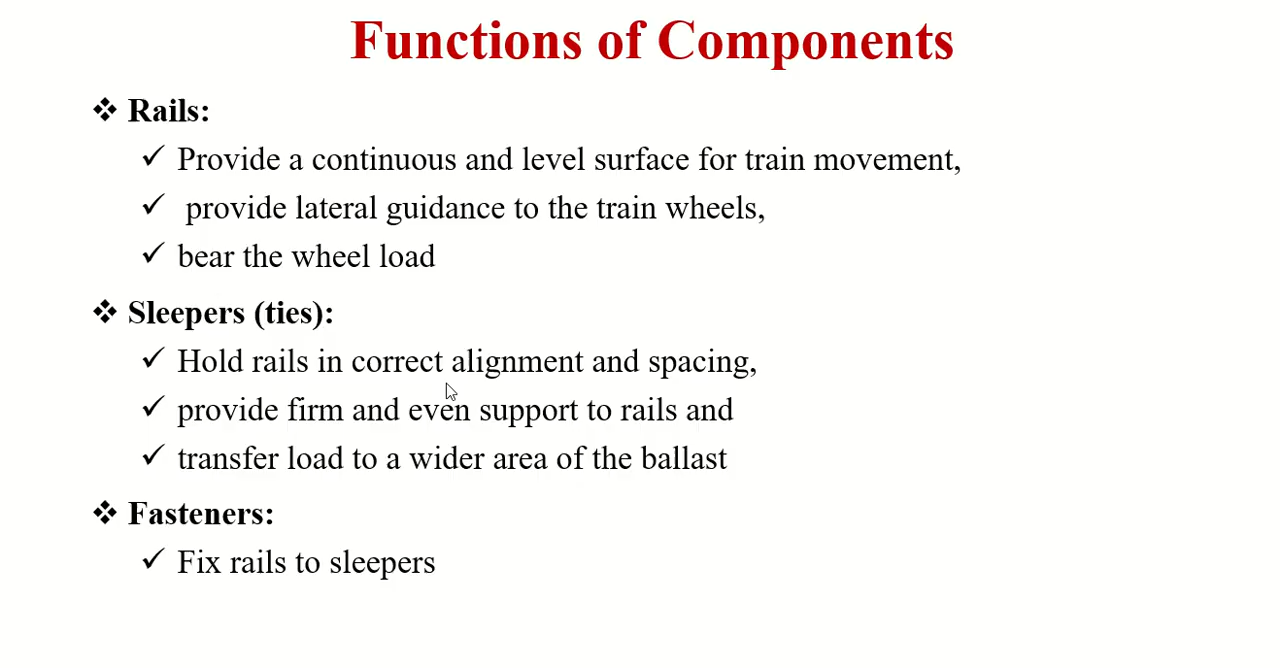 Functions of Components
❖ Rails:
✓ Provide a continuous and level surface for train movement,
✓ provide lateral guidance to the train wheels,
✓ bear the wheel load
❖ Sleepers (ties):
✓ Hold rails in correct alignment and spacing,
✓ provide firm and even support to rails and
✓ transfer load to a wider area of the ballast
❖ Fasteners:
✓ Fix rails to sleepers